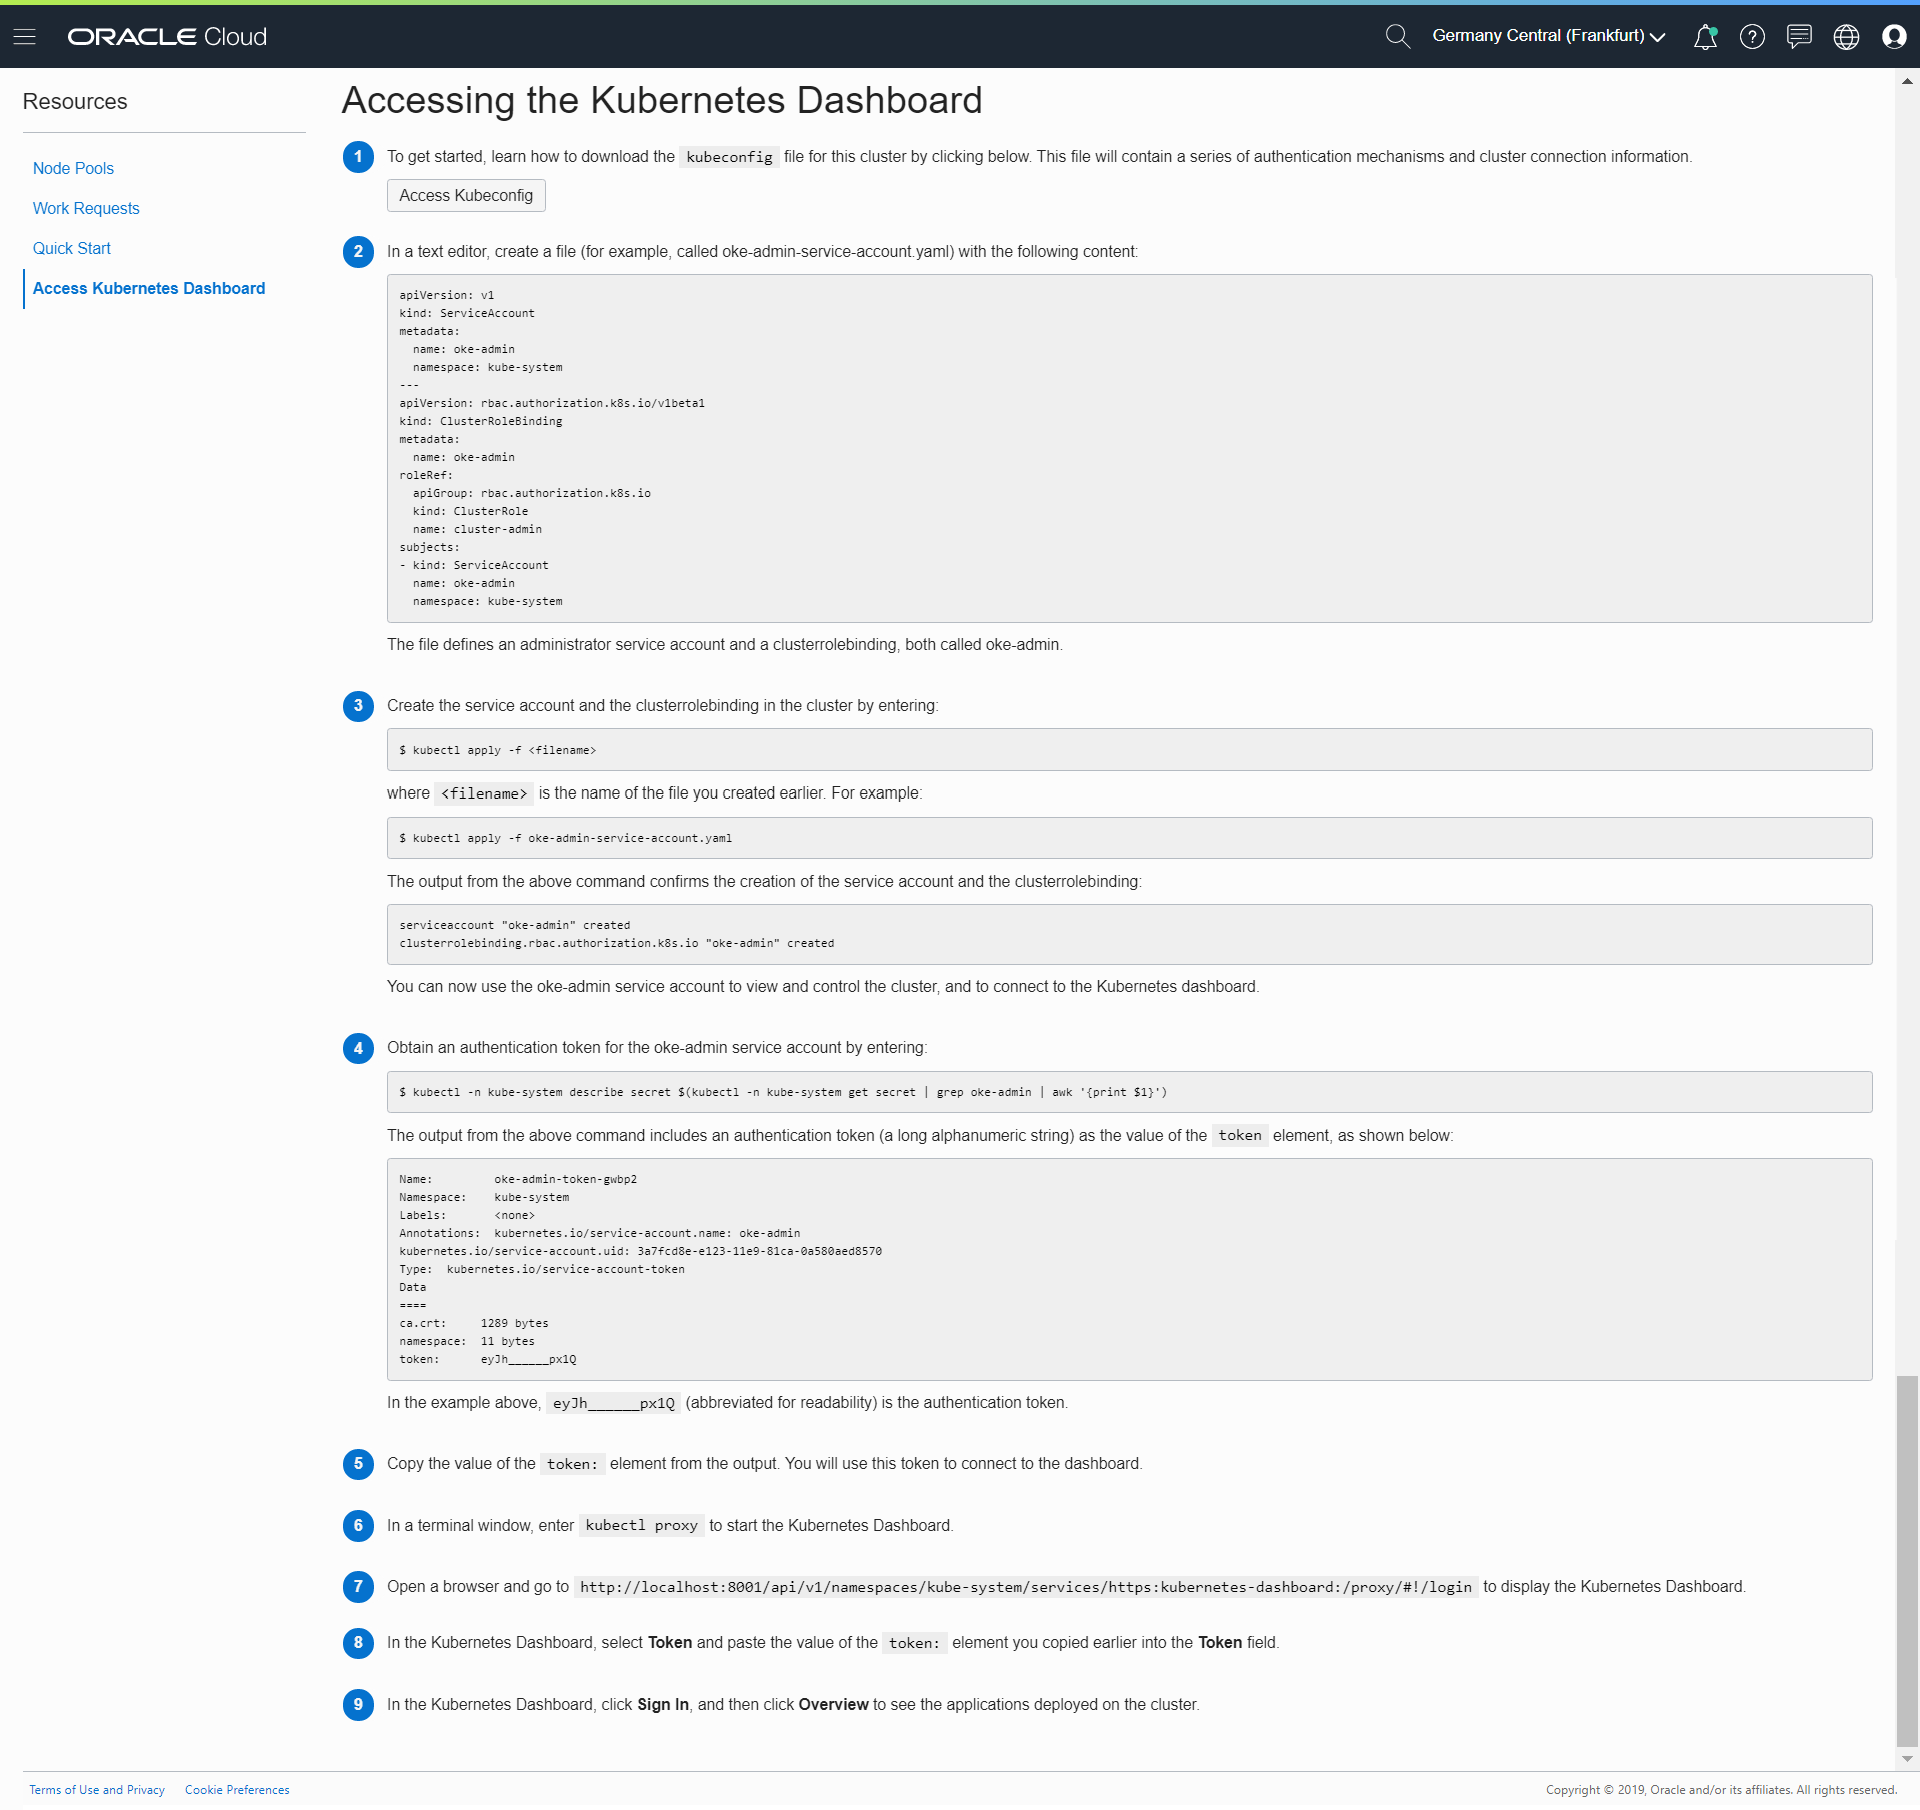 ORACLE Cloud
Germany Central (Frankfurt)
Resources
Node Pools
Work Requests
Quick Start
Access Kubernetes Dashboard
Accessing the Kubernetes Dashboard
1 To get started, learn how to download the kubeconfig file for this cluster by clicking below. This file will contain a series of authentication mechanisms and cluster connection information.
Access Kubeconfig
2 In a text editor, create a file (for example, called oke-admin-service-account.yaml) with the following content:
apiVersion: v1
kind: ServiceAccount
metadata:
  name: oke-admin
  namespace: kube-system
---
apiVersion: rbac.authorization.k8s.io/v1beta1
kind: ClusterRoleBinding
metadata:
  name: oke-admin
roleRef:
  apiGroup: rbac.authorization.k8s.io
  kind: ClusterRole
  name: cluster-admin
subjects:
- kind: ServiceAccount
  name: oke-admin
  namespace: kube-system
The file defines an administrator service account and a clusterrolebinding, both called oke-admin.
3 Create the service account and the clusterrolebinding in the cluster by entering:
$ kubectl apply -f <filename>
where <filename> is the name of the file you created earlier. For example:
$ kubectl apply -f oke-admin-service-account.yaml
The output from the above command confirms the creation of the service account and the clusterrolebinding:
serviceaccount "oke-admin" created
clusterrolebinding.rbac.authorization.k8s.io "oke-admin" created
You can now use the oke-admin service account to view and control the cluster, and to connect to the Kubernetes dashboard.
4 Obtain an authentication token for the oke-admin service account by entering:
$ kubectl -n kube-system describe secret $(kubectl -n kube-system get secret | grep oke-admin | awk '{print $1}')
The output from the above command includes an authentication token (a long alphanumeric string) as the value of the token element, as shown below:
Name:         oke-admin-token-gwbp2
Namespace:    kube-system
Labels:       <none>
Annotations:  kubernetes.io/service-account.name: oke-admin
kubernetes.io/service-account.uid: 3a7fcd8e-e123-11e9-81ca-0a580aed8570
Type:  kubernetes.io/service-account-token
Data
====
ca.crt:     1289 bytes
namespace:  11 bytes
token:      eyJh______px1Q
In the example above, eyJh______px1Q (abbreviated for readability) is the authentication token.
5 Copy the value of the token: element from the output. You will use this token to connect to the dashboard.
6 In a terminal window, enter kubectl proxy to start the Kubernetes Dashboard.
7 Open a browser and go to http://localhost:8001/api/v1/namespaces/kube-system/services/https:kubernetes-dashboard:/proxy/#!/login to display the Kubernetes Dashboard.
8 In the Kubernetes Dashboard, select Token and paste the value of the token: element you copied earlier into the Token field.
9 In the Kubernetes Dashboard, click Sign In, and then click Overview to see the applications deployed on the cluster.
Terms of Use and Privacy Cookie Preferences
Copyright © 2019, Oracle and/or its affiliates. All rights reserved.